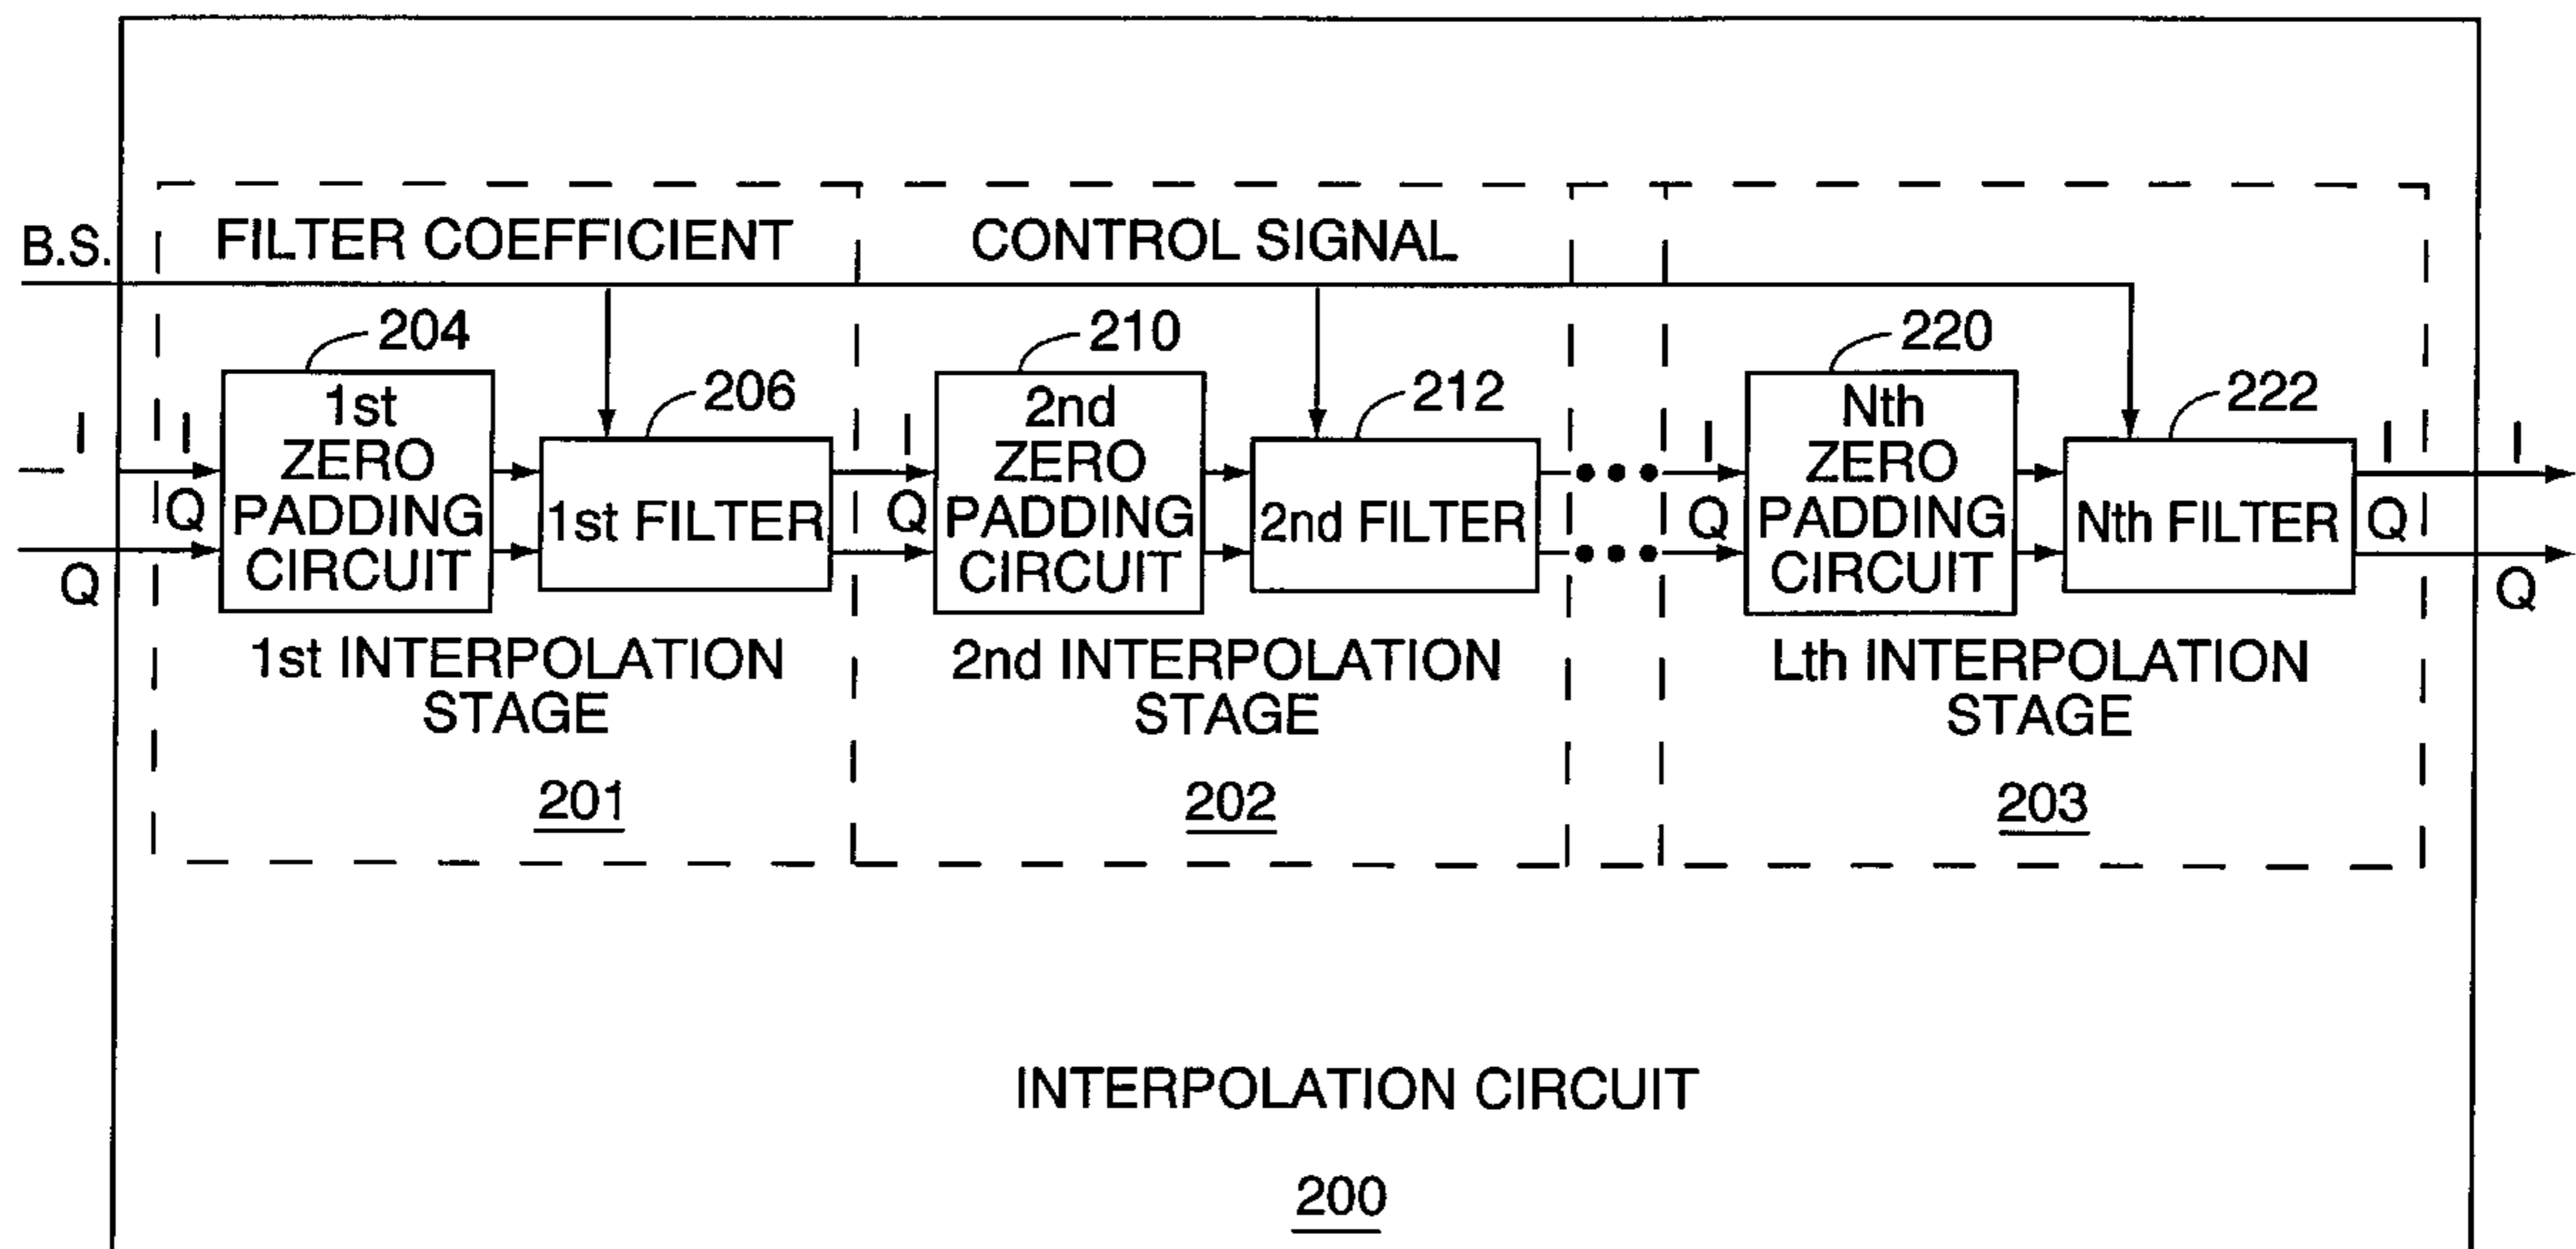 B.S.
FILTER COEFFICIENT
CONTROL SIGNAL
204
206
210
212
220
222
I
I
Q
Q
1st
ZERO
PADDING
CIRCUIT
1st FILTER
I
Q
2nd
ZERO
PADDING
CIRCUIT
2nd FILTER
I
Q
Nth
ZERO
PADDING
CIRCUIT
Nth FILTER
I
Q
I
Q
1st INTERPOLATION
STAGE
201
2nd INTERPOLATION
STAGE
202
Lth INTERPOLATION
STAGE
203
INTERPOLATION CIRCUIT
200